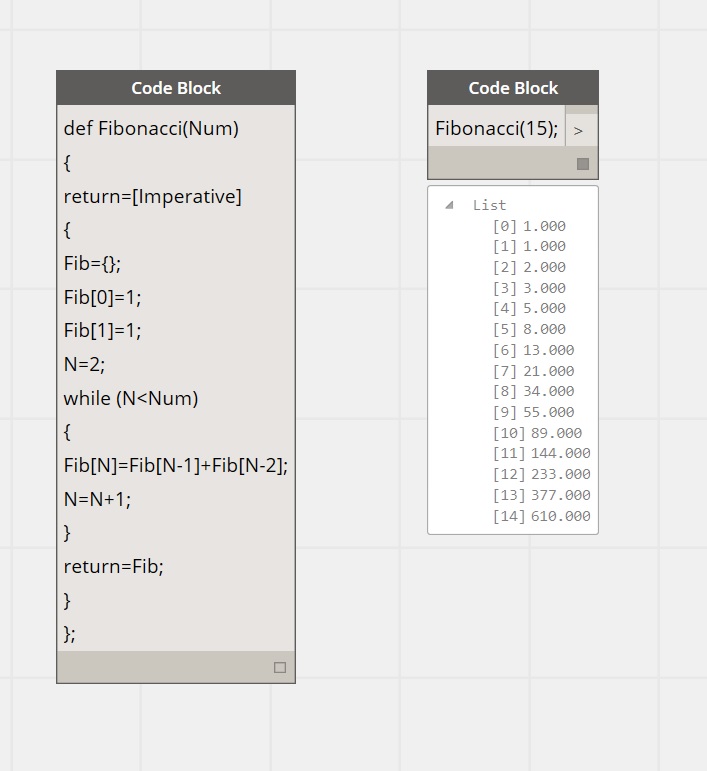 Code Block
def Fibonacci(Num)
{
return=[Imperative]
{
Fib={};
Fib[0]=1;
Fib[1]=1;
N=2;
while (N<Num)
{
Fib[N]=Fib[N-1]+Fib[N-2];
N=N+1;
}
return=Fib;
}
};
Code Block
Fibonacci(15); >
List
[0] 1.000
[1] 1.000
[2] 2.000
[3] 3.000
[4] 5.000
[5] 8.000
[6] 13.000
[7] 21.000
[8] 34.000
[9] 55.000
[10] 89.000
[11] 144.000
[12] 233.000
[13] 377.000
[14] 610.000